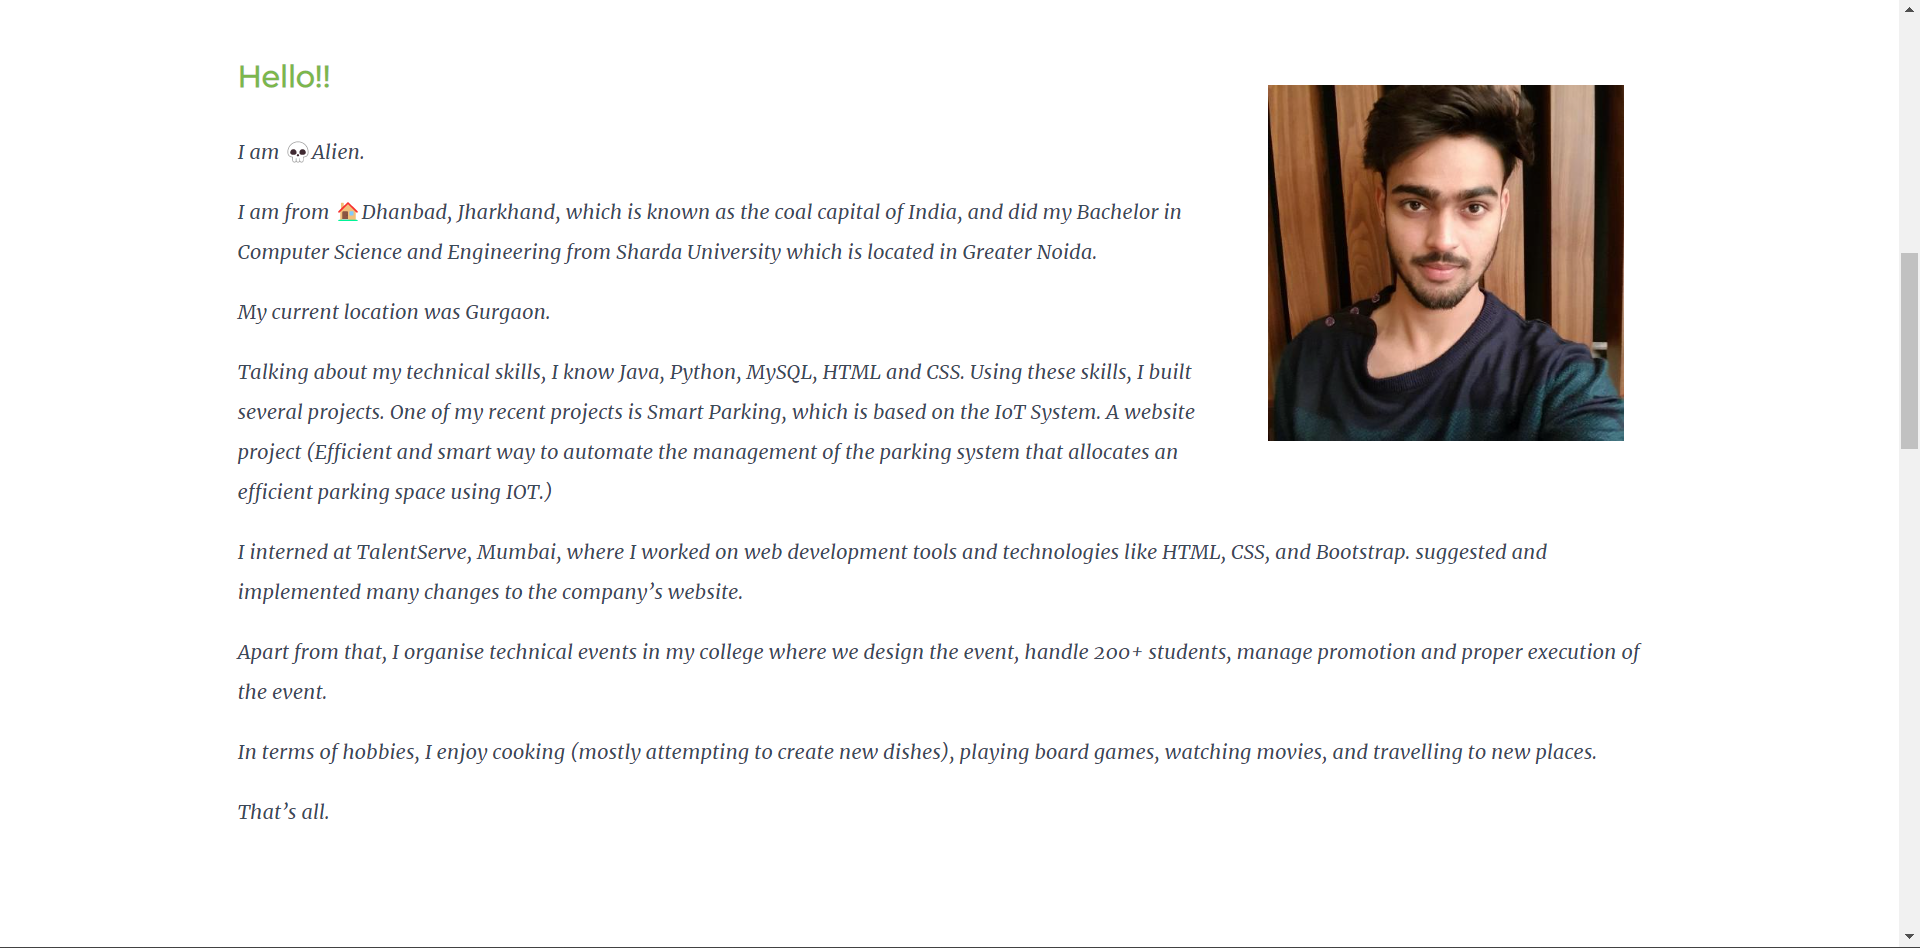 Hello!!
I am 💀Alien.
I am from 🏠Dhanbad, Jharkhand, which is known as the coal capital of India, and did my Bachelor in
Computer Science and Engineering from Sharda University which is located in Greater Noida.
My current location was Gurgaon.
Talking about my technical skills, I know Java, Python, MySQL, HTML and CSS. Using these skills, I built
several projects. One of my recent projects is Smart Parking, which is based on the IoT System. A website
project (Efficient and smart way to automate the management of the parking system that allocates an
efficient parking space using IOT.)
I interned at TalentServe, Mumbai, where I worked on web development tools and technologies like HTML, CSS, and Bootstrap. suggested and
implemented many changes to the company’s website.
Apart from that, I organise technical events in my college where we design the event, handle 200+ students, manage promotion and proper execution of
the event.
In terms of hobbies, I enjoy cooking (mostly attempting to create new dishes), playing board games, watching movies, and travelling to new places.
That’s all.